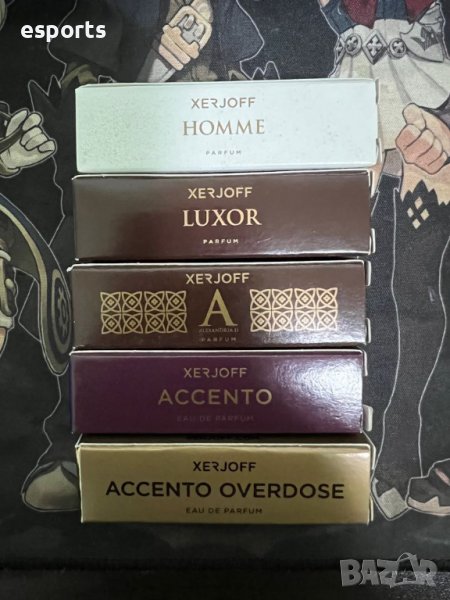 esports
XERJOFF
HOMME
PARFUM
XERJOFF
LUXOR
PARFUM
XERJOFF
A
ALEXANDRIA II
PARFUM
XERJOFF
ACCENTO
EAU DE PARFUM
XERJOFF
ACCENTO OVERDOSE
EAU DE PARFUM
BAZAR